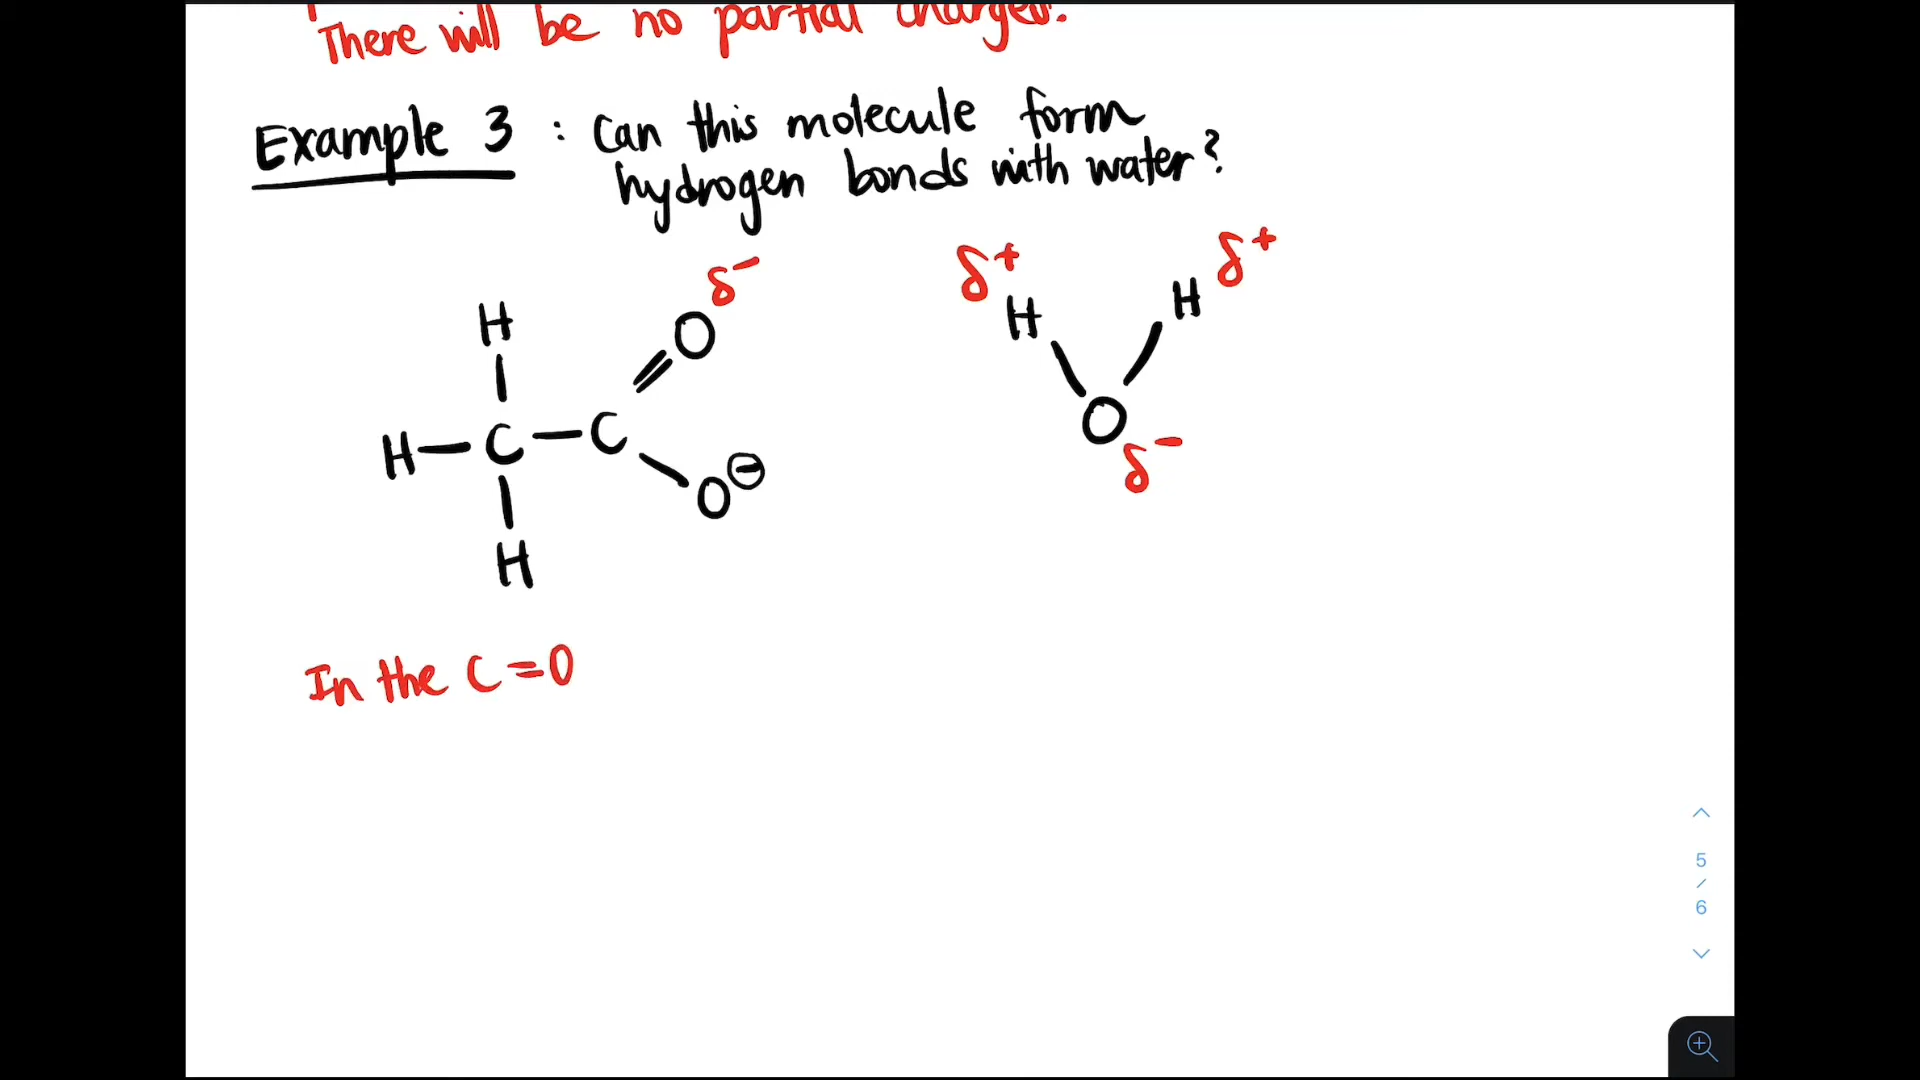 There will be no partial charges.
Example 3 : Can this molecule form
hydrogen bonds with water?
δ- δ+ δ+
H O H H
H-C-C O
O⊖ δ-
H
In the C=O
5
/
6